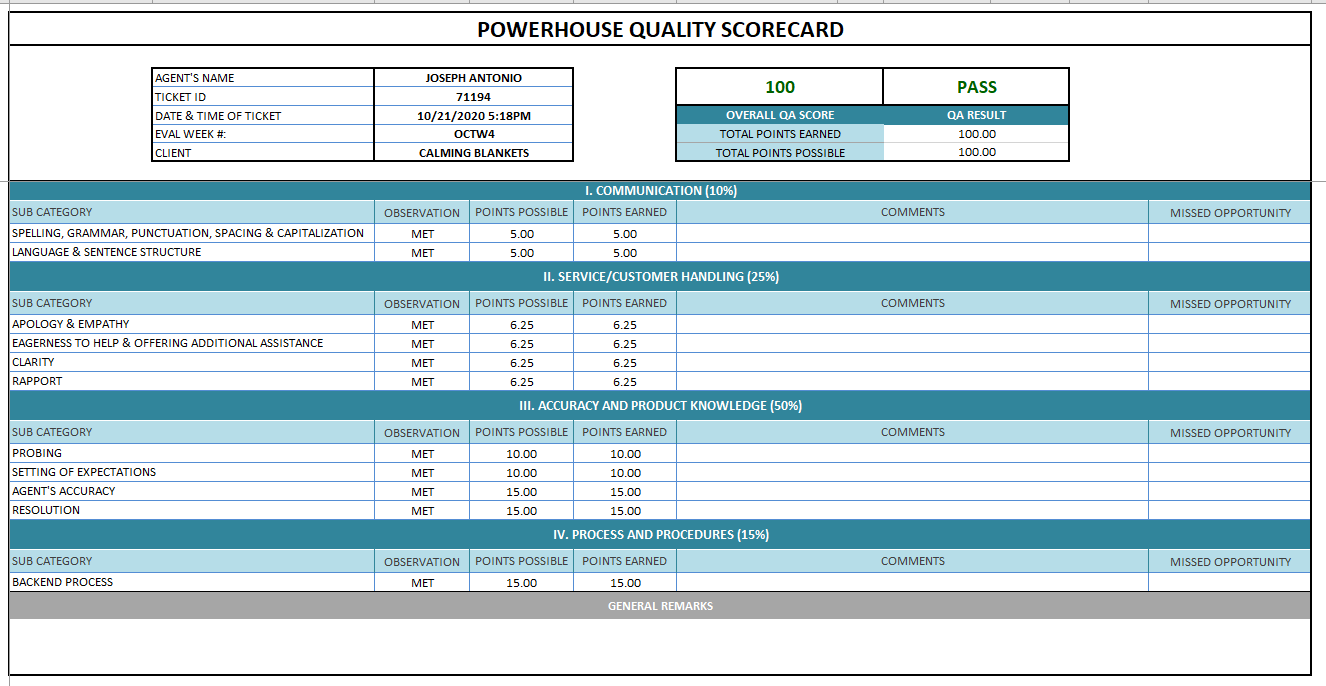 POWERHOUSE QUALITY SCORECARD
AGENT'S NAME JOSEPH ANTONIO
TICKET ID 71194
DATE & TIME OF TICKET 10/21/2020 5:18PM
EVAL WEEK #: OCTW4
CLIENT CALMING BLANKETS
100 PASS
OVERALL QA SCORE QA RESULT
TOTAL POINTS EARNED 100.00
TOTAL POINTS POSSIBLE 100.00
I. COMMUNICATION (10%)
SUB CATEGORY OBSERVATION POINTS POSSIBLE POINTS EARNED COMMENTS MISSED OPPORTUNITY
SPELLING, GRAMMAR, PUNCTUATION, SPACING & CAPITALIZATION MET 5.00 5.00
LANGUAGE & SENTENCE STRUCTURE MET 5.00 5.00
II. SERVICE/CUSTOMER HANDLING (25%)
SUB CATEGORY OBSERVATION POINTS POSSIBLE POINTS EARNED COMMENTS MISSED OPPORTUNITY
APOLOGY & EMPATHY MET 6.25 6.25
EAGERNESS TO HELP & OFFERING ADDITIONAL ASSISTANCE MET 6.25 6.25
CLARITY MET 6.25 6.25
RAPPORT MET 6.25 6.25
III. ACCURACY AND PRODUCT KNOWLEDGE (50%)
SUB CATEGORY OBSERVATION POINTS POSSIBLE POINTS EARNED COMMENTS MISSED OPPORTUNITY
PROBING MET 10.00 10.00
SETTING OF EXPECTATIONS MET 10.00 10.00
AGENT'S ACCURACY MET 15.00 15.00
RESOLUTION MET 15.00 15.00
IV. PROCESS AND PROCEDURES (15%)
SUB CATEGORY OBSERVATION POINTS POSSIBLE POINTS EARNED COMMENTS MISSED OPPORTUNITY
BACKEND PROCESS MET 15.00 15.00
GENERAL REMARKS